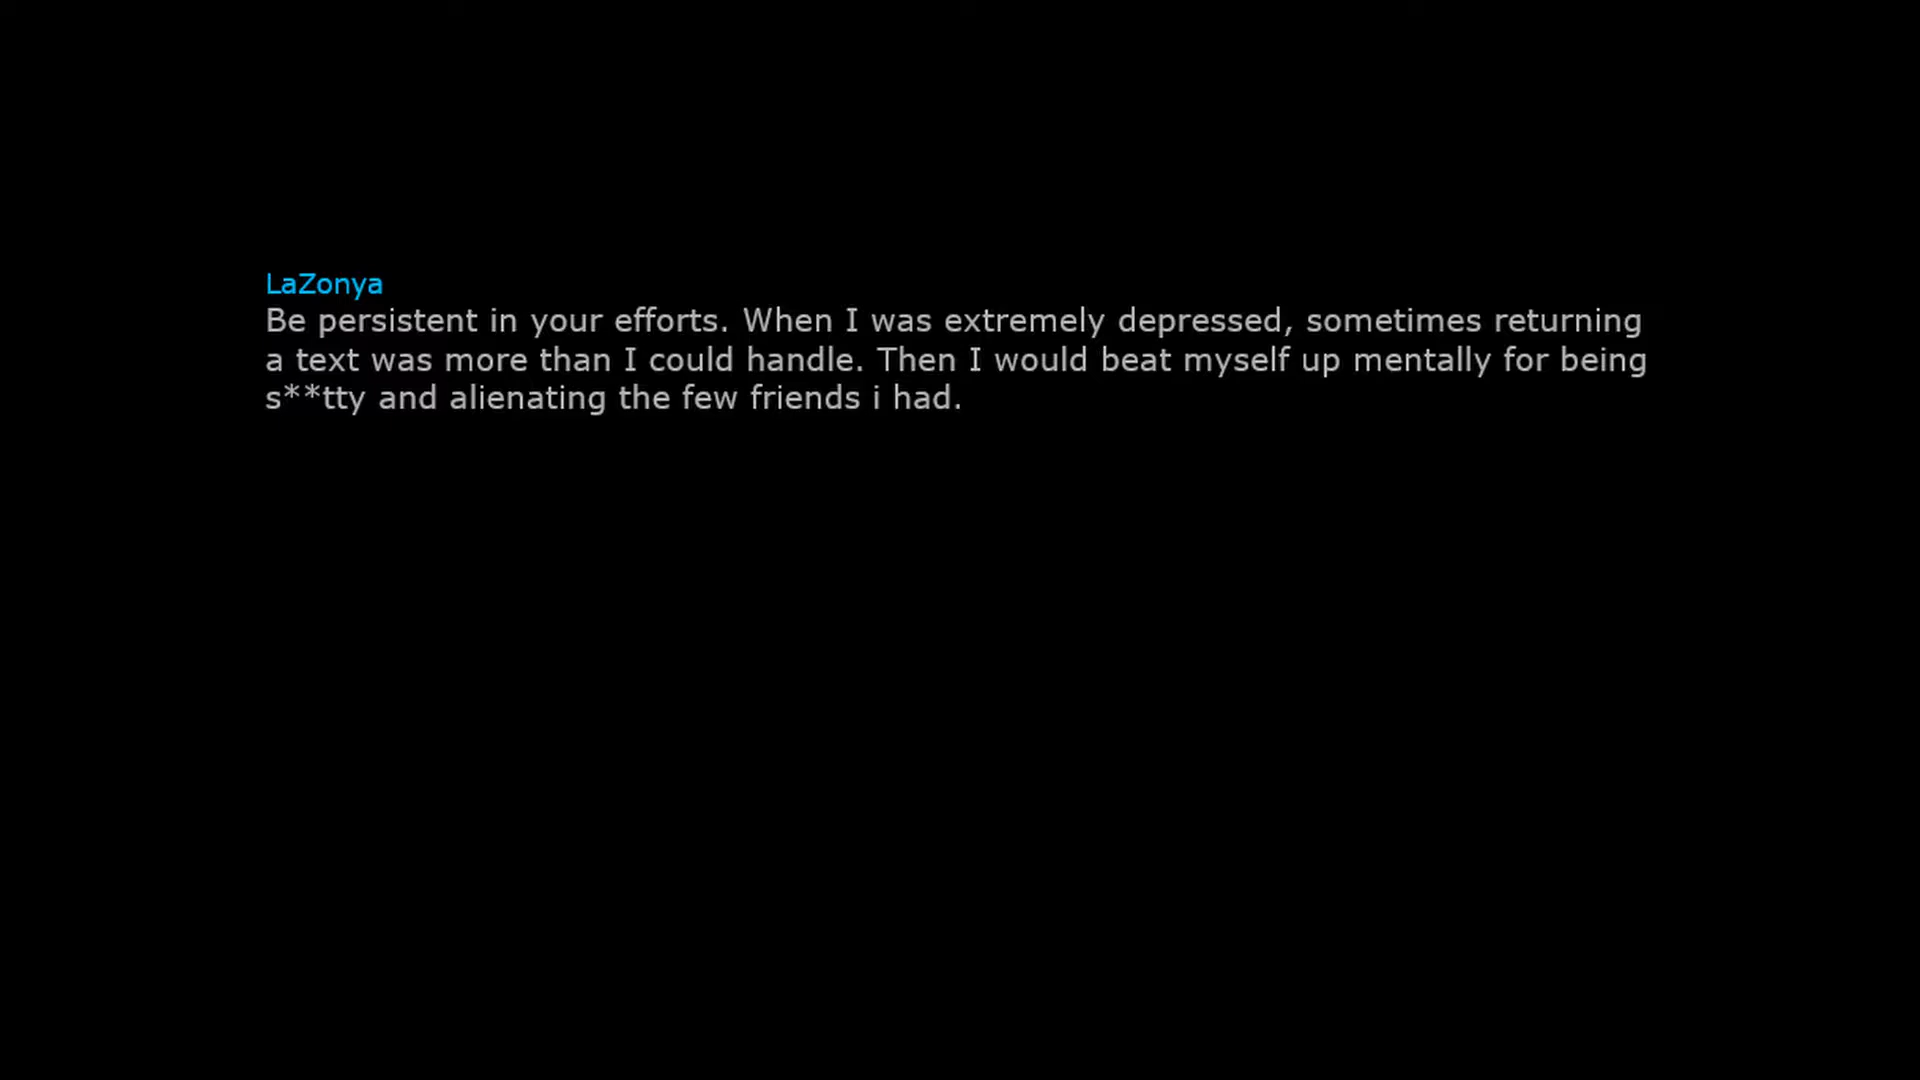 LaZonya
Be persistent in your efforts. When I was extremely depressed, sometimes returning
a text was more than I could handle. Then I would beat myself up mentally for being
s**tty and alienating the few friends i had.